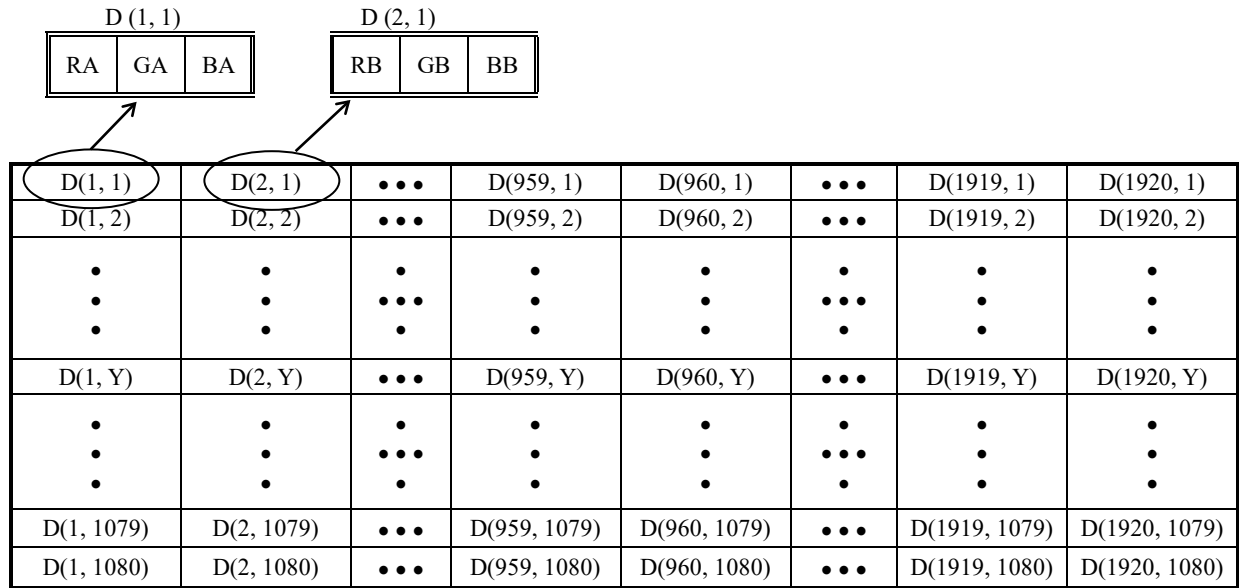 D (1, 1) D (2, 1)
RA GA BA RB GB BB
D(1, 1) D(2, 1) ● ● ● D(959, 1) D(960, 1) ● ● ● D(1919, 1) D(1920, 1)
D(1, 2) D(2, 2) ● ● ● D(959, 2) D(960, 2) ● ● ● D(1919, 2) D(1920, 2)
● ● ● ● ● ● ● ●
● ● ● ● ● ● ● ● ● ● ● ●
● ● ● ● ● ● ● ●
D(1, Y) D(2, Y) ● ● ● D(959, Y) D(960, Y) ● ● ● D(1919, Y) D(1920, Y)
● ● ● ● ● ● ● ●
● ● ● ● ● ● ● ● ● ● ● ●
● ● ● ● ● ● ● ●
D(1, 1079) D(2, 1079) ● ● ● D(959, 1079) D(960, 1079) ● ● ● D(1919, 1079) D(1920, 1079)
D(1, 1080) D(2, 1080) ● ● ● D(959, 1080) D(960, 1080) ● ● ● D(1919, 1080) D(1920, 1080)